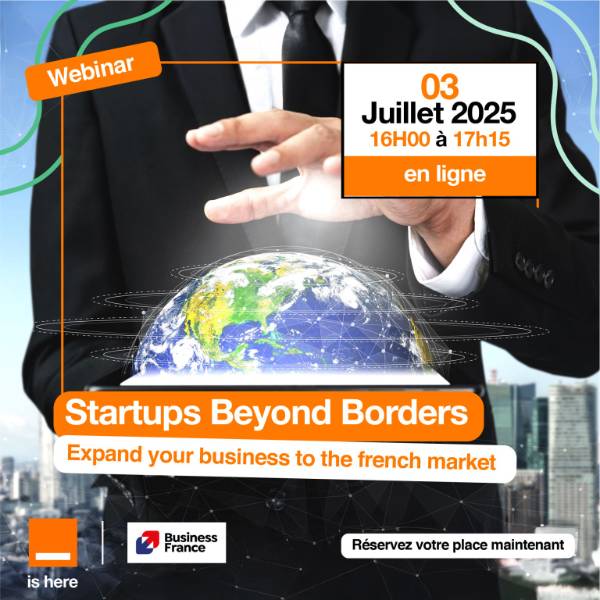 Webinar
03
Juillet 2025
16H00 à 17h15
en ligne
Startups Beyond Borders
Expand your business to the french market
is here
Business
France
Réservez votre place maintenant